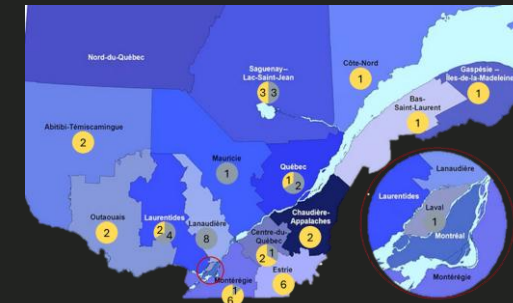 Nord-du-Québec
Saguenay–
Lac-Saint-Jean
3 3
Côte-Nord
1
Gaspésie –
Îles-de-la-Madeleine
1
Bas-
Saint-Laurent
1
Abitibi-Témiscamingue
2
Mauricie
1
Québec
1 2
Outaouais
2
Laurentides
2 4
Lanaudière
8
Centre-du-
Québec
2 1
Chaudière-
Appalaches
2
Estrie
6
Montérégie
6 1
Lanaudière
Laurentides
Laval
1
Montréal
Montérégie